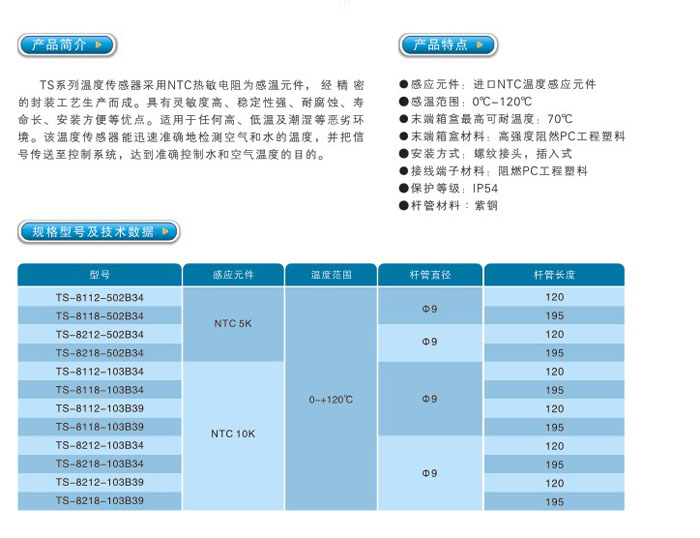 产品简介
TS系列温度传感器采用NTC热敏电阻为感温元件， 经 精 密
的封装工艺生产而成。具有灵敏度高、稳定性强、耐腐蚀、寿
命长、安装方便等优点。适用于任何高、低温及潮湿等恶劣环
境。该温度传感器能迅速准确地检测空气和水的温度，并把信
号传送至控制系统，达到准确控制水和空气温度的目的。
产品特点
●感应元件：进口NTC温度感应元件
●感温范围：0℃-120℃
●末端箱盒最高可耐温度：70℃
●末端箱盒材料：高强度阻然PC工程塑料
●安装方式：螺纹接头，插入式
●接线端子材料：阻燃PC工程塑料
●保护等级：IP54
●杆管材料：紫铜
规格型号及技术数据
型号 感应元件 温度范围 杆管直径 杆管长度
TS-8112-502B34 NTC 5K 0~+120℃ Φ9 120
TS-8118-502B34 195
TS-8212-502B34 Φ9 120
TS-8218-502B34 195
TS-8112-103B34 NTC 10K Φ9 120
TS-8118-103B34 195
TS-8112-103B39 120
TS-8118-103B39 195
TS-8212-103B34 Φ9 120
TS-8218-103B34 195
TS-8212-103B39 120
TS-8218-103B39 195